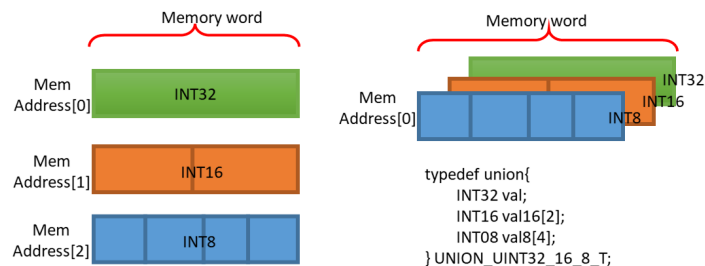 Memory word
Mem
Address[0]
INT32
Mem
Address[1]
INT16
Mem
Address[2]
INT8
Memory word
Mem
Address[0]
INT32
INT16
INT8
typedef union{
INT32 val;
INT16 val16[2];
INT08 val8[4];
} UNION_UINT32_16_8_T;